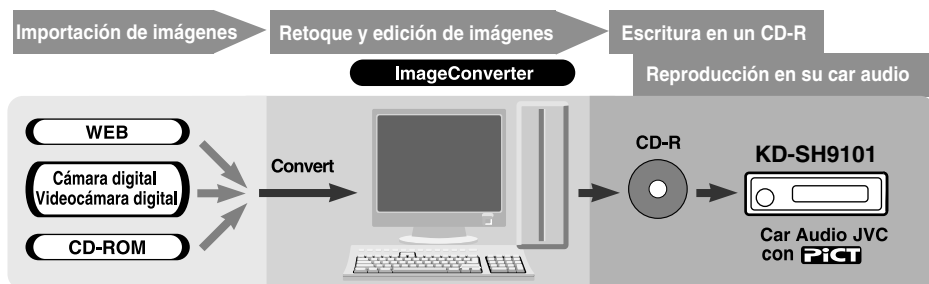 Importación de imágenes
Retoque y edición de imágenes
Escritura en un CD-R
ImageConverter
Reproducción en su car audio
WEB
Cámara digital
Videocámara digital
CD-ROM
Convert
CD-R
KD-SH9101
Car Audio JVC
con PiCT